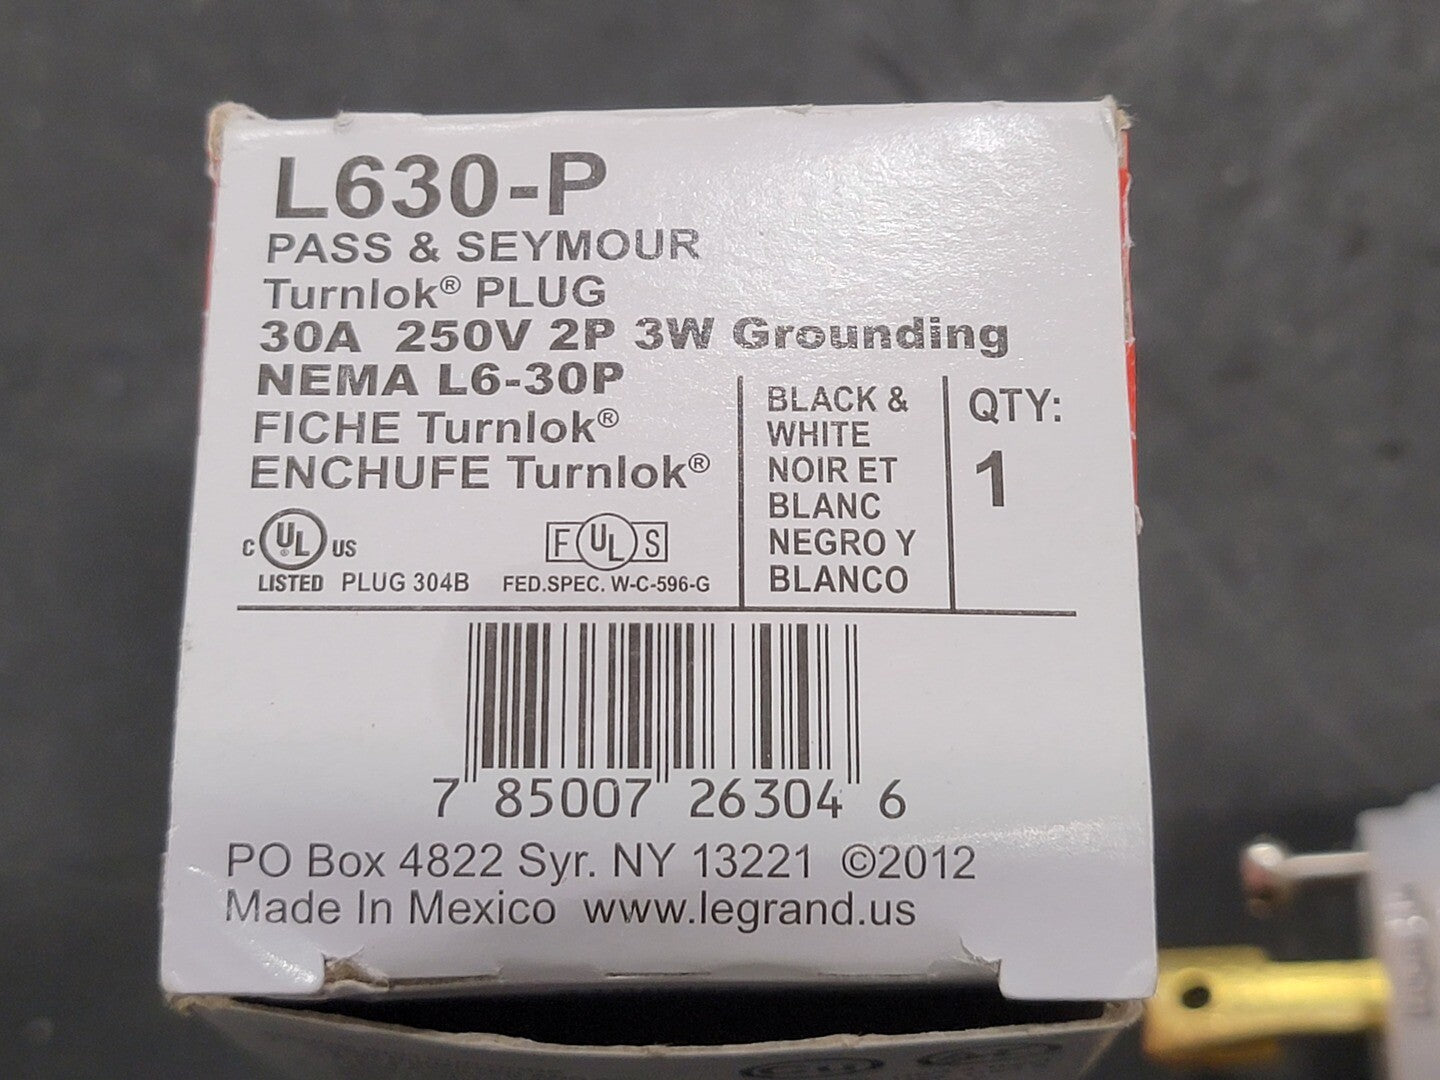 L630-P
PASS & SEYMOUR
Turnlok® PLUG
30A 250V 2P 3W Grounding
NEMA L6-30P
FICHE Turnlok®
ENCHUFE Turnlok®
BLACK &
WHITE
NOIR ET
BLANC
NEGRO Y
BLANCO
QTY:
1
C UL® US
LISTED PLUG 304B
F UL S
FED.SPEC. W-C-596-G
7 85007 26304 6
PO Box 4822 Syr. NY 13221 ©2012
Made In Mexico www.legrand.us